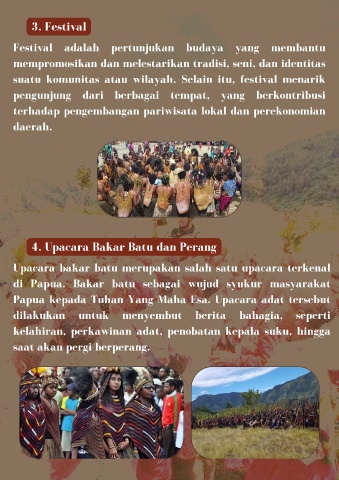 3. Festival
Festival adalah pertunjukan budaya yang membantu
mempromosikan dan melestarikan tradisi, seni, dan identitas
suatu komunitas atau wilayah. Selain itu, festival menarik
pengunjung dari berbagai tempat, yang berkontribusi
terhadap pengembangan pariwisata lokal dan perekonomian
daerah.
4. Upacara Bakar Batu dan Perang
Upacara bakar batu merupakan salah satu upacara terkenal
di Papua. Bakar batu sebagai wujud syukur masyarakat
Papua kepada Tuhan Yang Maha Esa. Upacara adat tersebut
dilakukan untuk menyembut berita bahagia, seperti
kelahiran, perkawinan adat, penobatan kepala suku, hingga
saat akan pergi berperang.